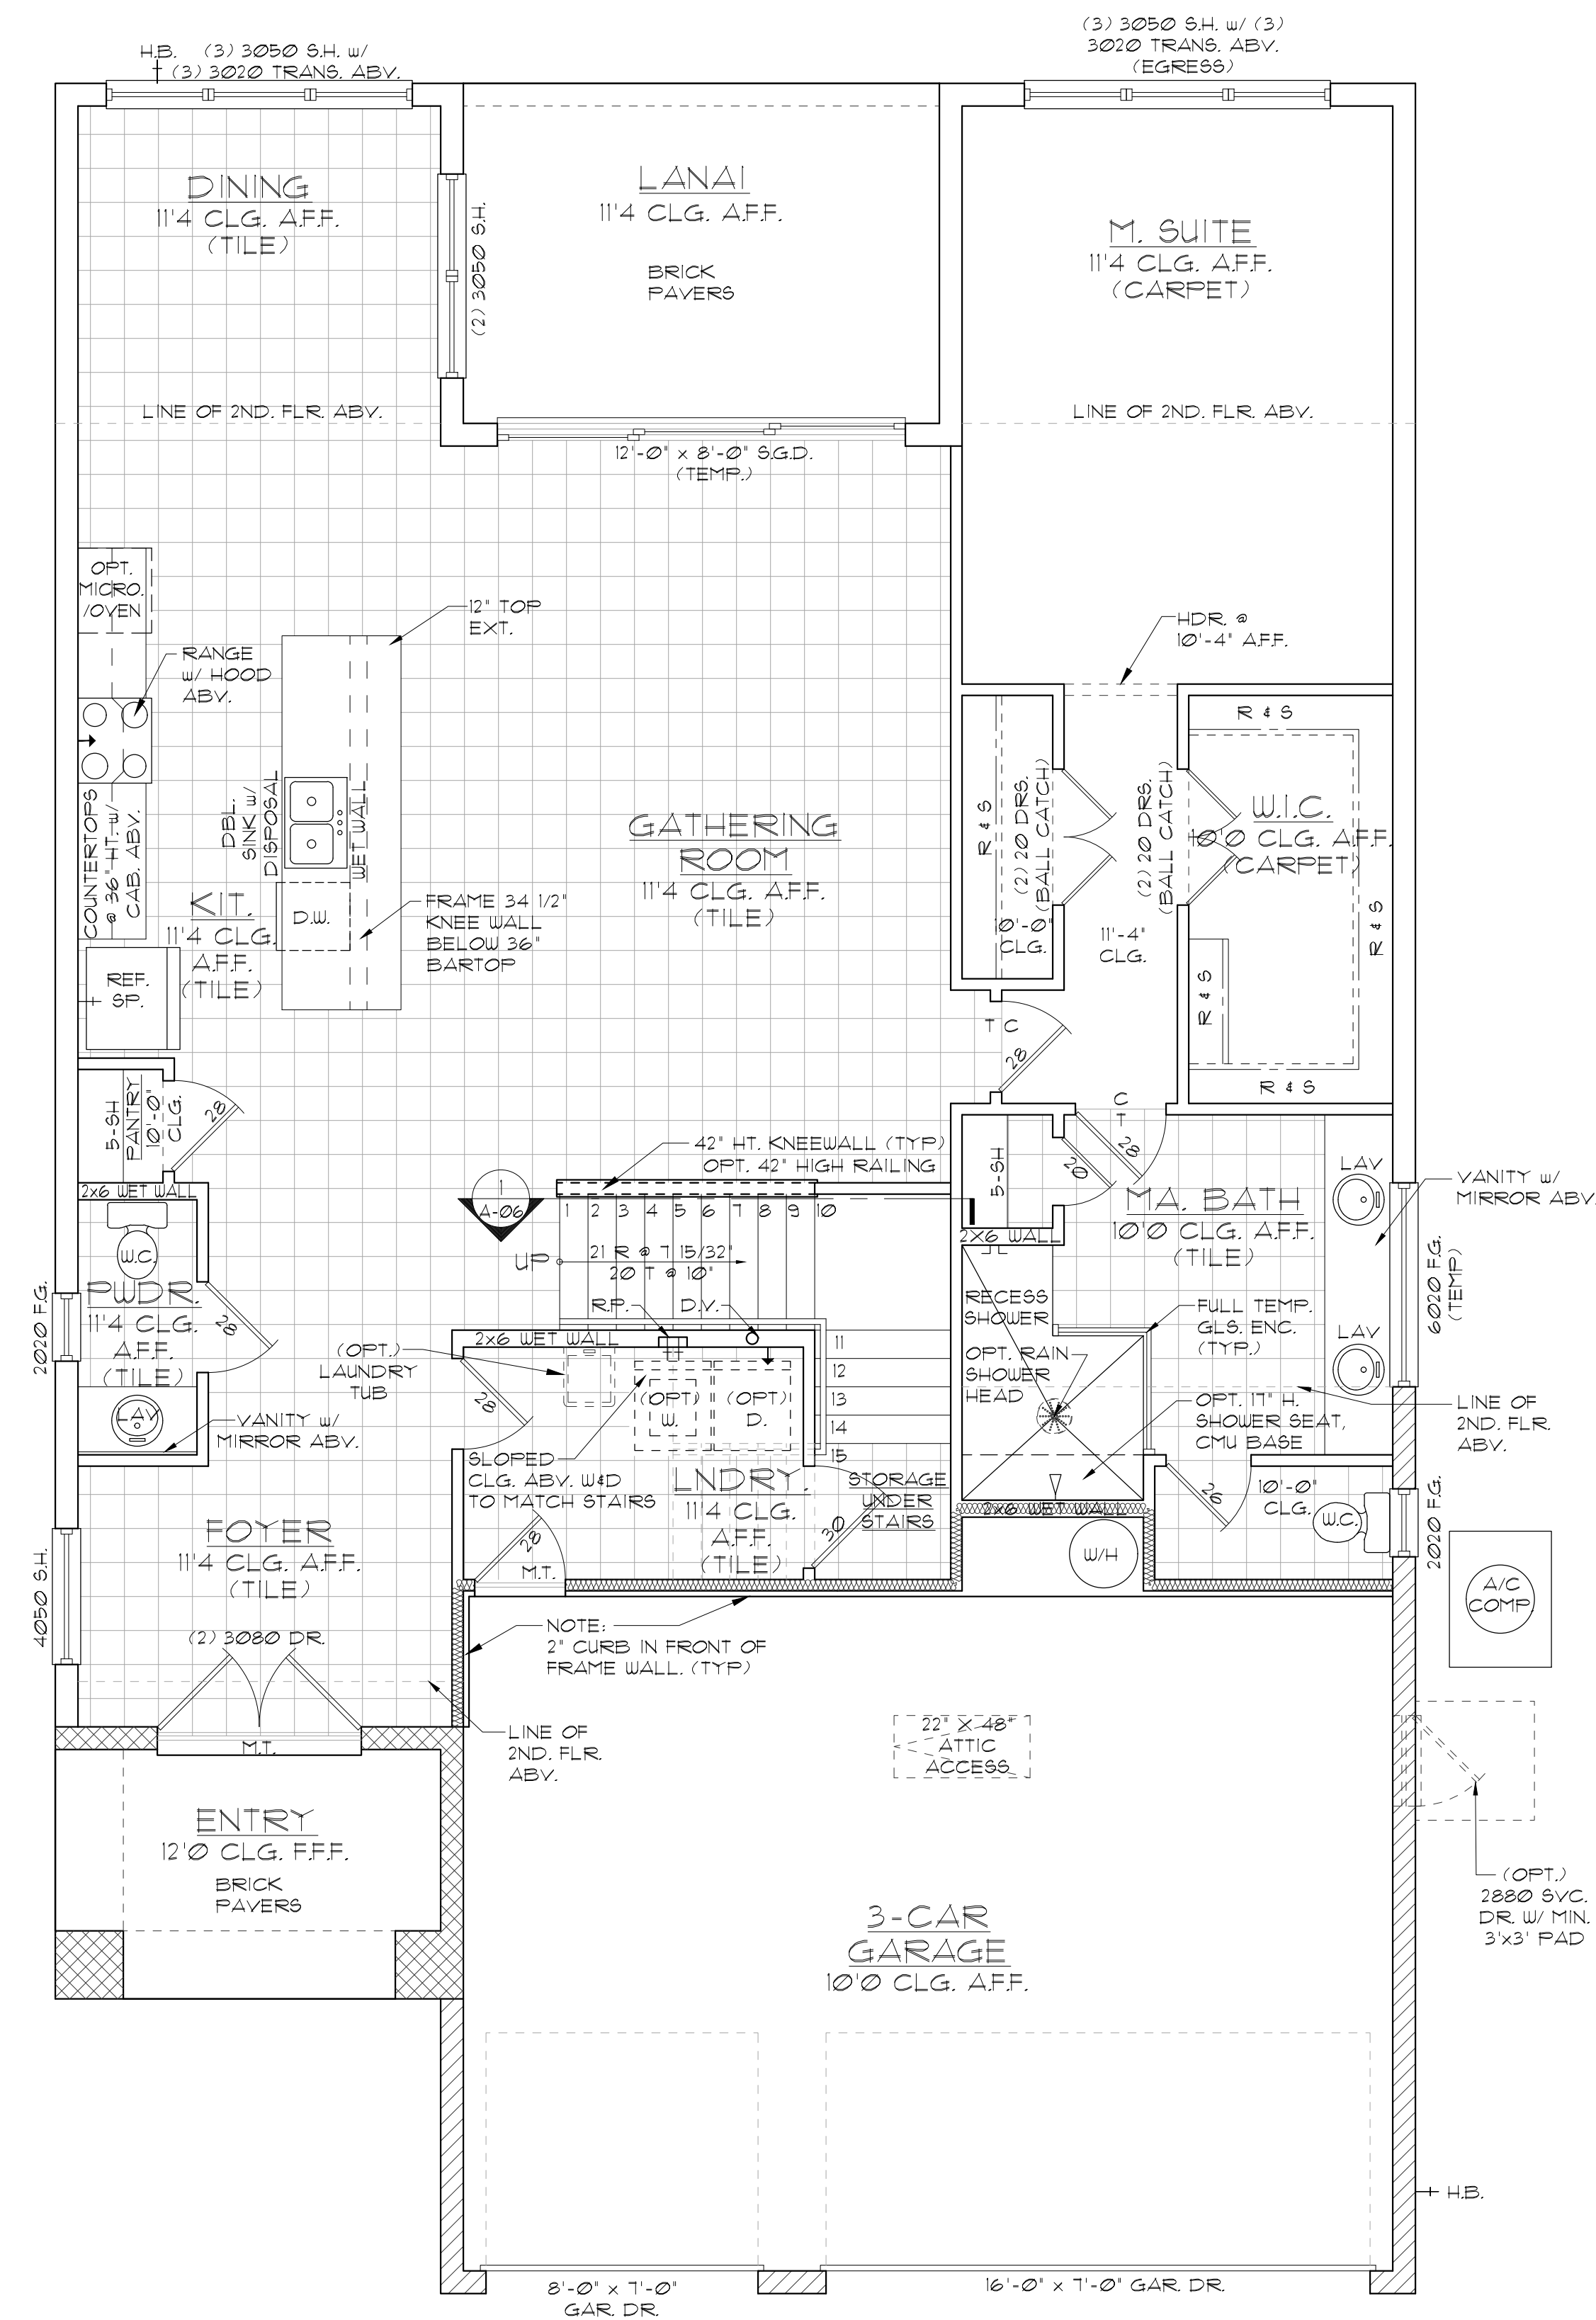 H.B. (3) 3050 S.H. w/
(3) 3020 TRANS. ABV.
(3) 3050 S.H. w/ (3)
3020 TRANS. ABV.
(EGRESS)
DINING
11'4 CLG. A.F.F.
(TILE)
(2) 3050 S.H.
LANAI
11'4 CLG. A.F.F.
BRICK
PAVERS
M. SUITE
11'4 CLG. A.F.F.
(CARPET)
LINE OF 2ND. FLR. ABV.
LINE OF 2ND. FLR. ABV.
12'-0" x 8'-0" S.G.D.
(TEMP.)
OPT.
MICRO.
/OVEN
12" TOP
EXT.
RANGE
w/ HOOD
ABV.
HDR. @
10'-4" A.F.F.
COUNTERTOPS
@ 36" HT. w/
CAB. ABV.
DBL.
SINK w/
DISPOSAL
WET WALL
KIT.
11'4 CLG.
A.F.F.
(TILE)
D.W.
FRAME 34 1/2"
KNEE WALL
BELOW 36"
BARTOP
GATHERING
ROOM
11'4 CLG. A.F.F.
(TILE)
R & S
(2) 20 DRS.
(BALL CATCH)
10'-0"
CLG.
(2) 20 DRS.
(BALL CATCH)
11'-4"
CLG.
R & S
W.I.C.
10'0 CLG. A.F.F.
(CARPET)
R & S
R & S
R & S
REF.
SP.
T C
28
5-SH
PANTRY
10'-0"
CLG.
28
C
T
28
42" HT. KNEEWALL (TYP)
OPT. 42" HIGH RAILING
5-SH
20
LAV
VANITY w/
MIRROR ABV.
2x6 WET WALL
1
A-06
1 2 3 4 5 6 7 8 9 10
MA. BATH
10'0 CLG. A.F.F.
(TILE)
2X6 WALL
W.C.
UP
21 R @ 7 15/32"
20 T @ 10"
6020 F.G.
(TEMP)
PWDR.
11'4 CLG.
A.F.F.
(TILE)
2020 F.G.
28
R.P.
D.V.
RECESS
SHOWER
FULL TEMP.
GLS. ENC.
(TYP.)
2x6 WET WALL
(OPT.)
LAUNDRY
TUB
OPT. RAIN
SHOWER
HEAD
LAV
11
12
13
14
15
28
(OPT)
W.
(OPT)
D.
LAV
VANITY w/
MIRROR ABV.
OPT. 17" H.
SHOWER SEAT,
CMU BASE
LINE OF
2ND. FLR.
ABV.
SLOPED
CLG. ABV. W&D
TO MATCH STAIRS
LNDRY.
11'4 CLG.
A.F.F.
(TILE)
STORAGE
UNDER
STAIRS
30
28
M.T.
2x6 WET WALL
W/H
26
10'-0"
CLG.
W.C.
2020 F.G.
FOYER
11'4 CLG. A.F.F.
(TILE)
4050 S.H.
A/C
COMP.
(2) 3080 DR.
NOTE:
2" CURB IN FRONT OF
FRAME WALL. (TYP)
LINE OF
2ND. FLR.
ABV.
M.T.
22" X 48"
ATTIC
ACCESS
ENTRY
12'0 CLG. F.F.F.
BRICK
PAVERS
(OPT.)
2880 SVC.
DR. W/ MIN.
3'x3' PAD
3-CAR
GARAGE
10'0 CLG. A.F.F.
H.B.
8'-0" x 7'-0"
GAR. DR.
16'-0" x 7'-0" GAR. DR.